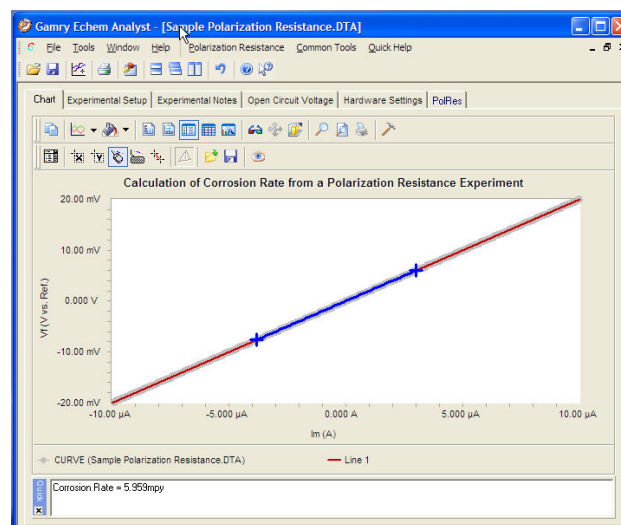 Gamry Echem Analyst - [Sample Polarization Resistance.DTA]
File Tools Window Help Polarization Resistance Common Tools Quick Help
Chart Experimental Setup Experimental Notes Open Circuit Voltage Hardware Settings PolRes
Calculation of Corrosion Rate from a Polarization Resistance Experiment
20.00 mV
10.00 mV
0.000 V
-10.00 mV
-20.00 mV
Vf (V vs. Ref.)
-10.00 µA -5.000 µA 0.000 A 5.000 µA 10.00 µA
Im (A)
CURVE (Sample Polarization Resistance.DTA) Line 1
Quick
Corrosion Rate = 5.959mpy